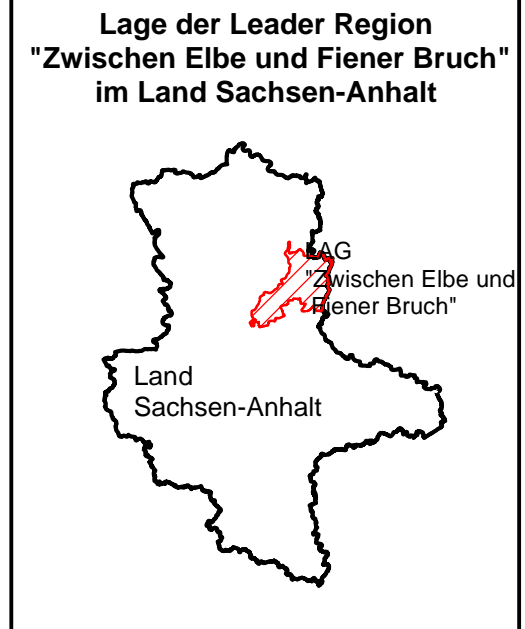 Lage der Leader Region
"Zwischen Elbe und Fiener Bruch"
im Land Sachsen-Anhalt
LAG
"Zwischen Elbe und
Fiener Bruch"
Land
Sachsen-Anhalt